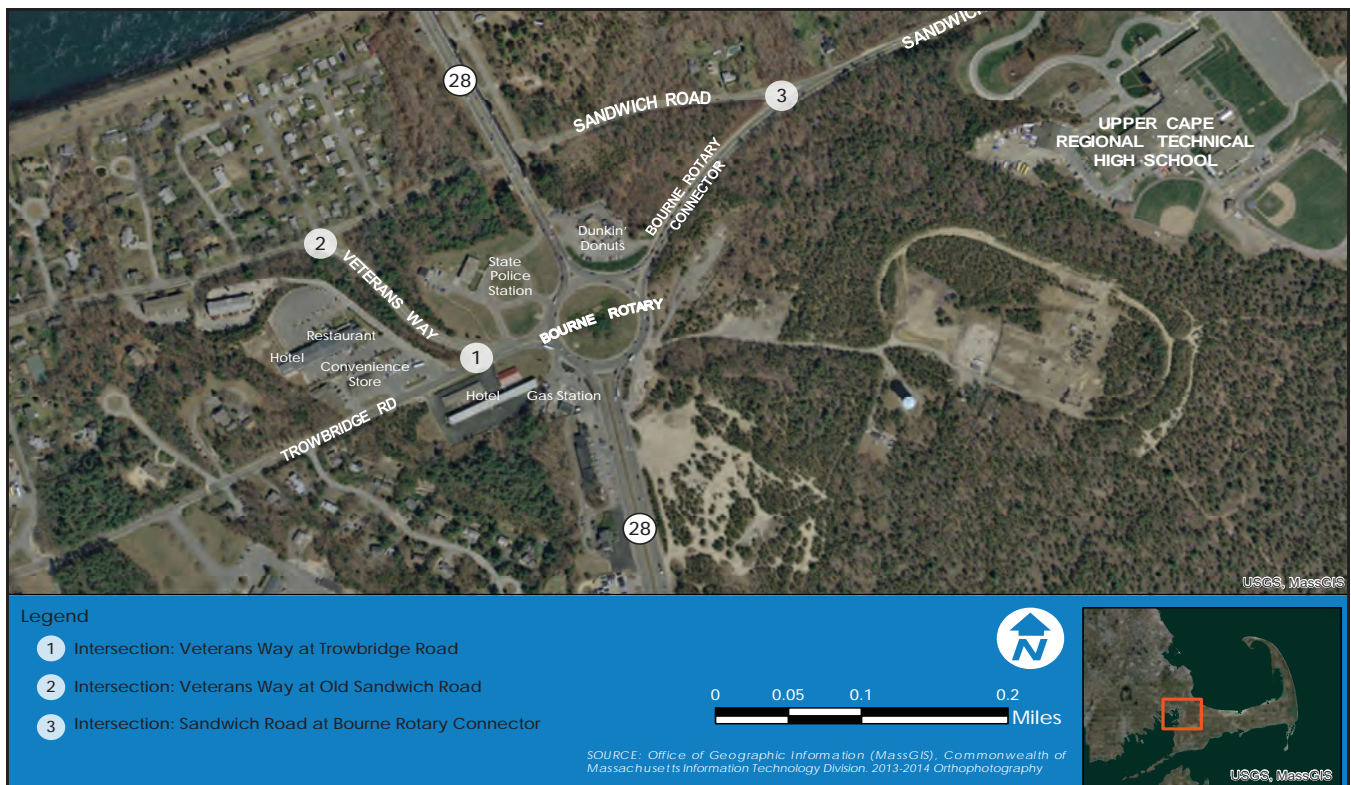 SANDWICH
28
SANDWICH ROAD
3
UPPER CAPE
REGIONAL TECHNICAL
HIGH SCHOOL
BOURNE ROTARY
CONNECTOR
Dunkin'
Donuts
2
VETERANS WAY
State
Police
Station
BOURNE ROTARY
Restaurant
Hotel
Convenience
Store
1
Hotel
Gas Station
TROWBRIDGE RD
28
USGS, MassGIS
Legend
1 Intersection: Veterans Way at Trowbridge Road
2 Intersection: Veterans Way at Old Sandwich Road
3 Intersection: Sandwich Road at Bourne Rotary Connector
N
0 0.05 0.1 0.2
Miles
SOURCE: Office of Geographic Information (MassGIS), Commonwealth of
Massachusetts Information Technology Division. 2013-2014 Orthophotography
USGS, MassGIS